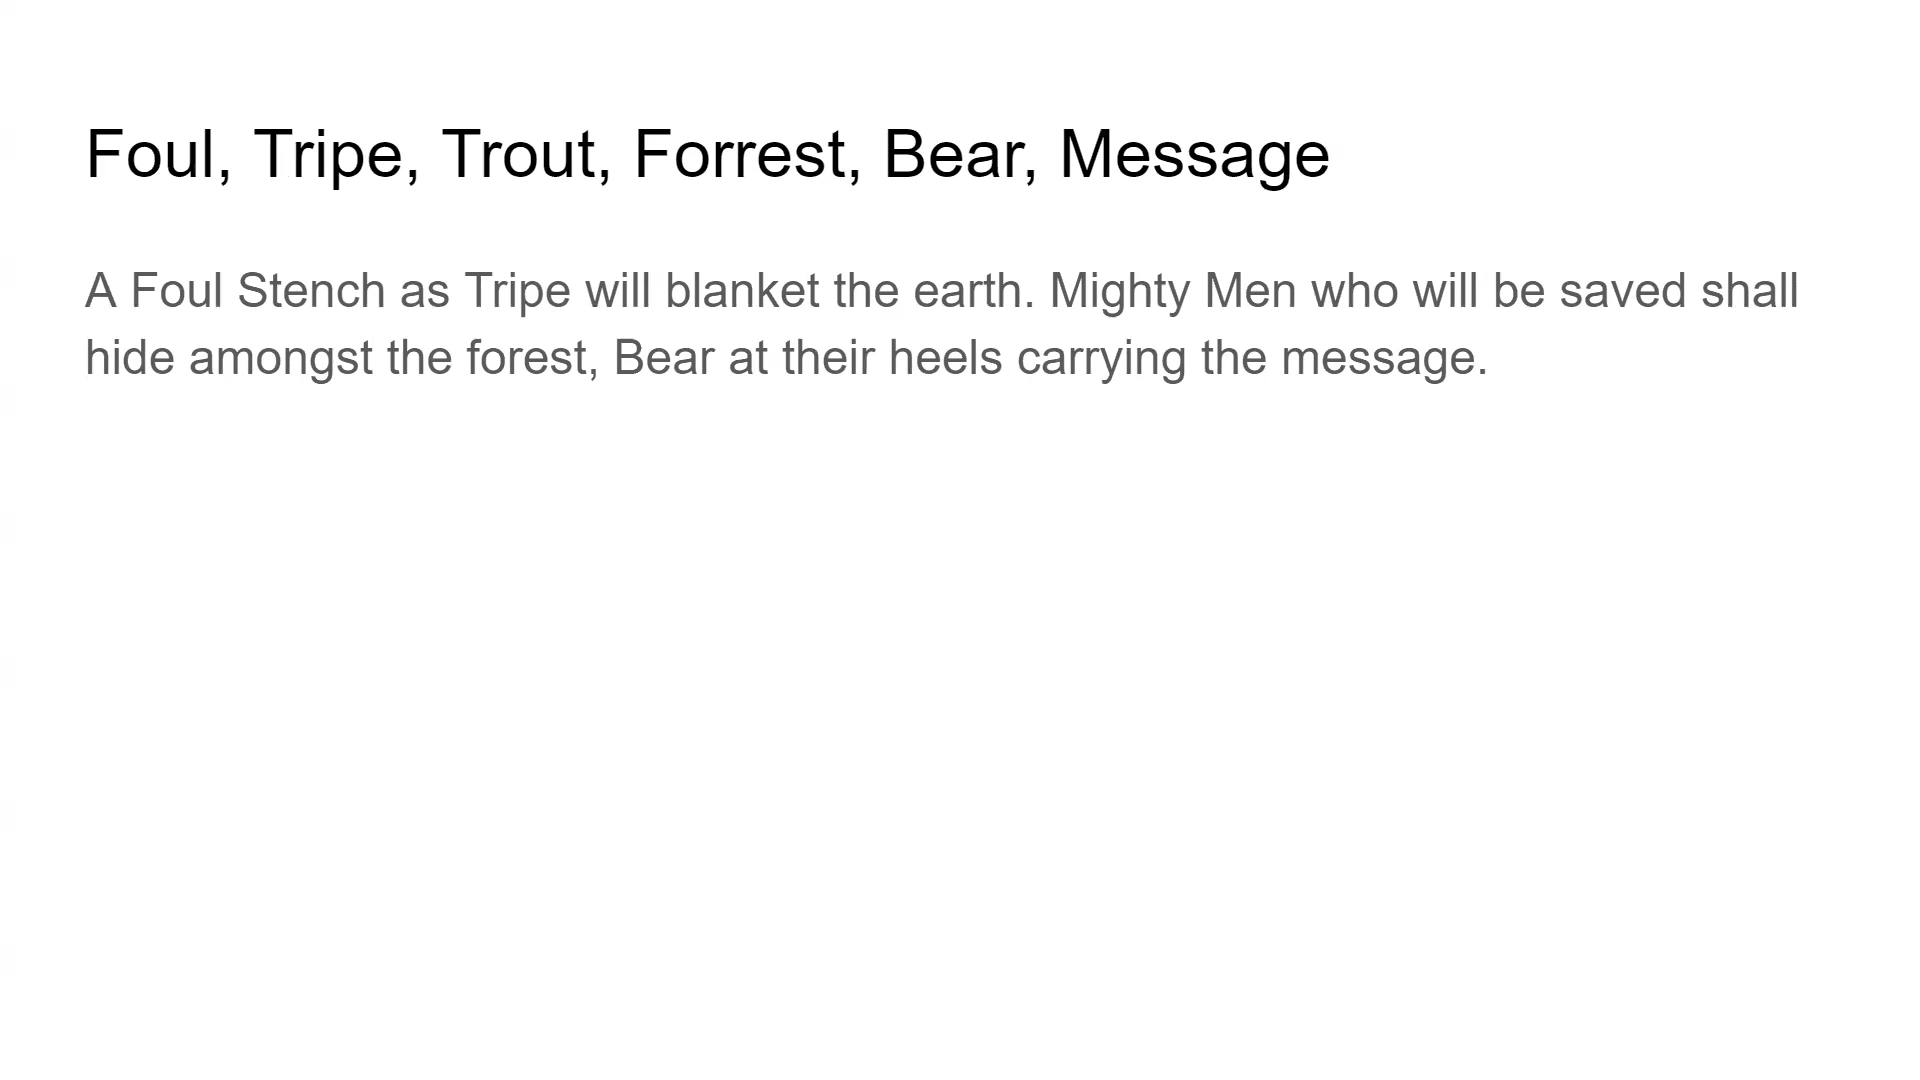 Foul, Tripe, Trout, Forrest, Bear, Message
A Foul Stench as Tripe will blanket the earth. Mighty Men who will be saved shall
hide amongst the forest, Bear at their heels carrying the message.